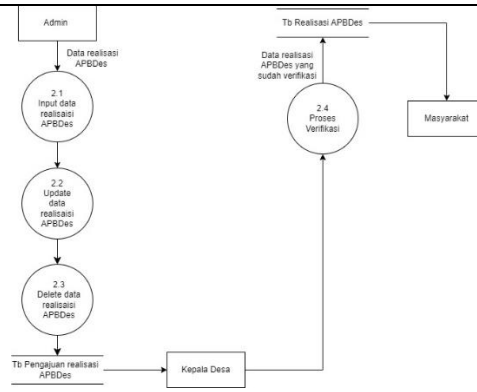 Admin
Data realisasi
APBDes
2.1
Input data
realisaisi
APBDes
2.2
Update
data
realisaisi
APBDes
2.3
Delete data
realisaisi
APBDes
Tb Pengajuan realisasi
APBDes
Kepala Desa
Tb Realisasi APBDes
Data realisasi
APBDes yang
sudah verifikasi
2.4
Proses
Verifikasi
Masyarakat